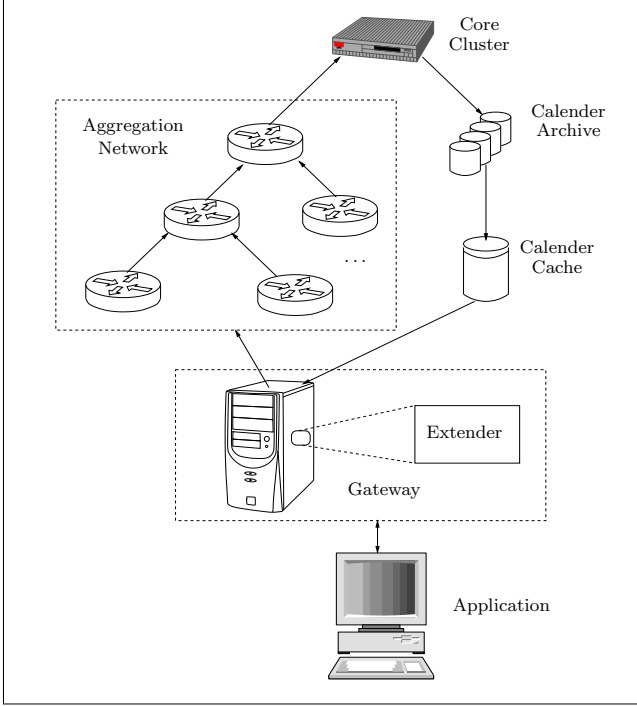 Core
Cluster
Aggregation
Network
Calender
Archive
Calender
Cache
. . .
Extender
Gateway
Application